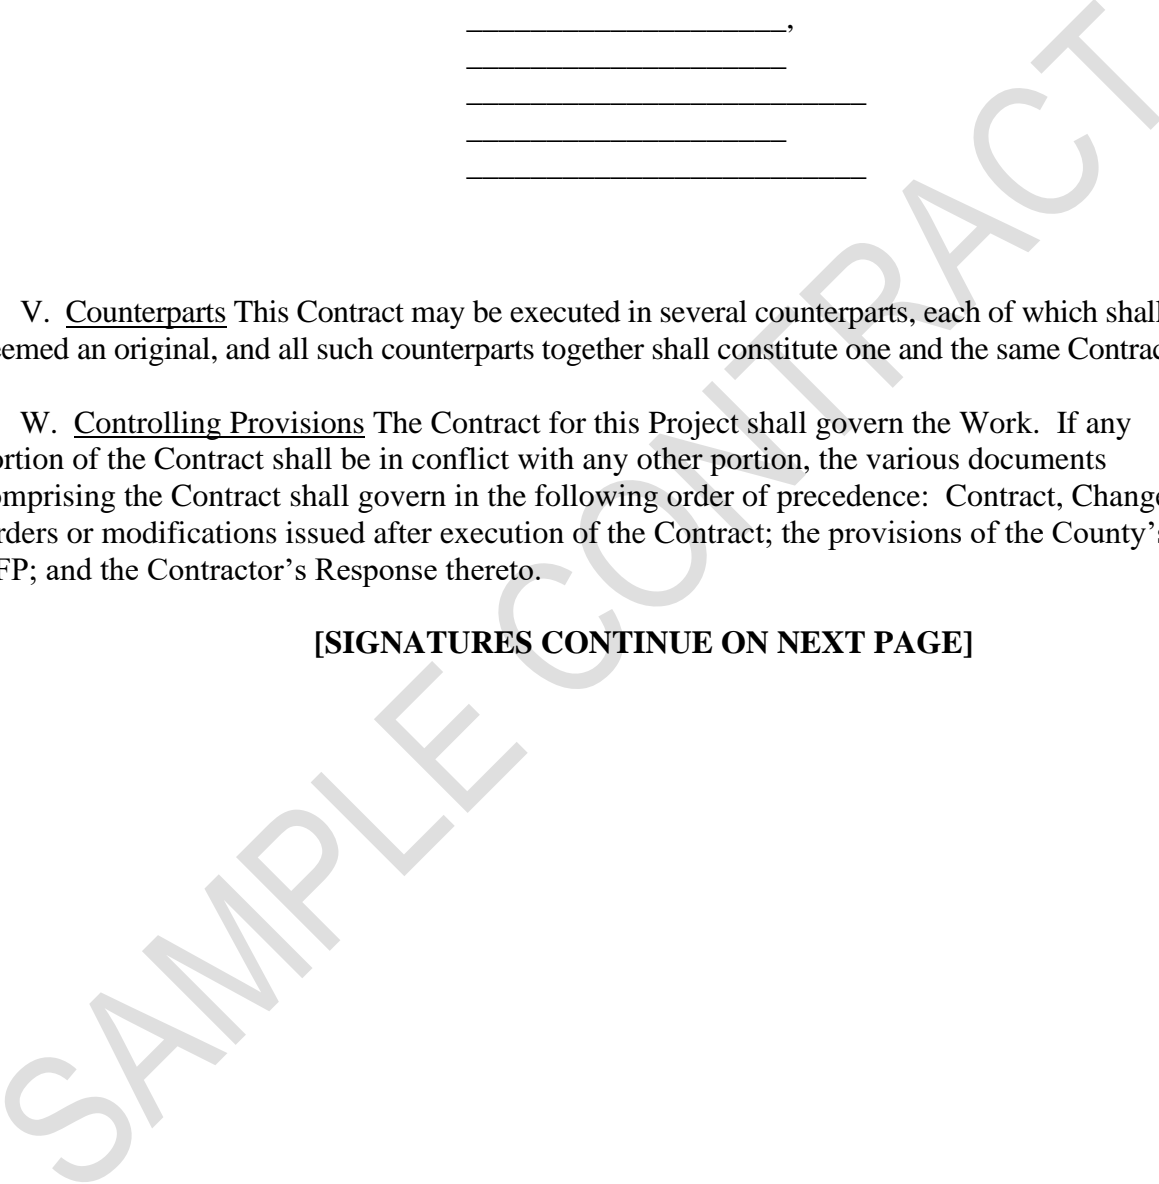 ___________________,
____________________
_________________________
____________________
_________________________
V. Counterparts This Contract may be executed in several counterparts, each of which shall
eemed an original, and all such counterparts together shall constitute one and the same Contrac
W. Controlling Provisions The Contract for this Project shall govern the Work. If any
ortion of the Contract shall be in conflict with any other portion, the various documents
omprising the Contract shall govern in the following order of precedence: Contract, Change
rders or modifications issued after execution of the Contract; the provisions of the County’s
FP; and the Contractor’s Response thereto.
[SIGNATURES CONTINUE ON NEXT PAGE]
SAMPLE CONTRACT